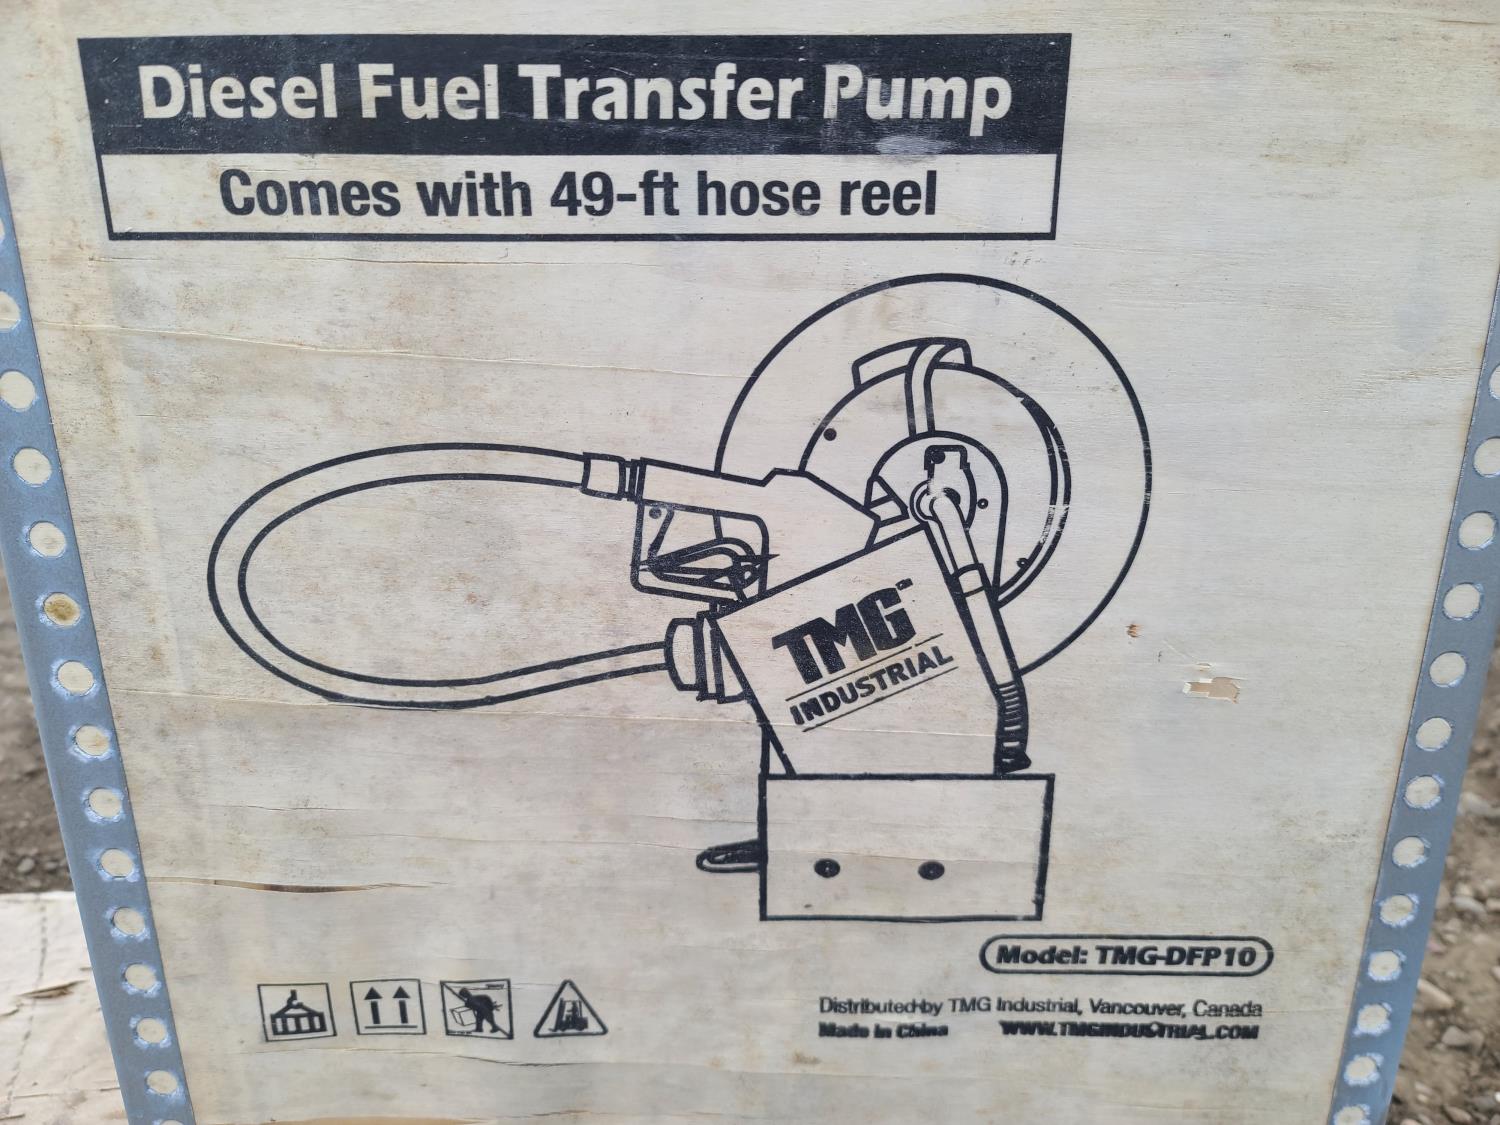 Diesel Fuel Transfer Pump
Comes with 49-ft hose reel
TMG™
INDUSTRIAL
Model: TMG-DFP10
Distributed by TMG Industrial, Vancouver, Canada
Made in China WWW.TMGINDUSTRIAL.COM